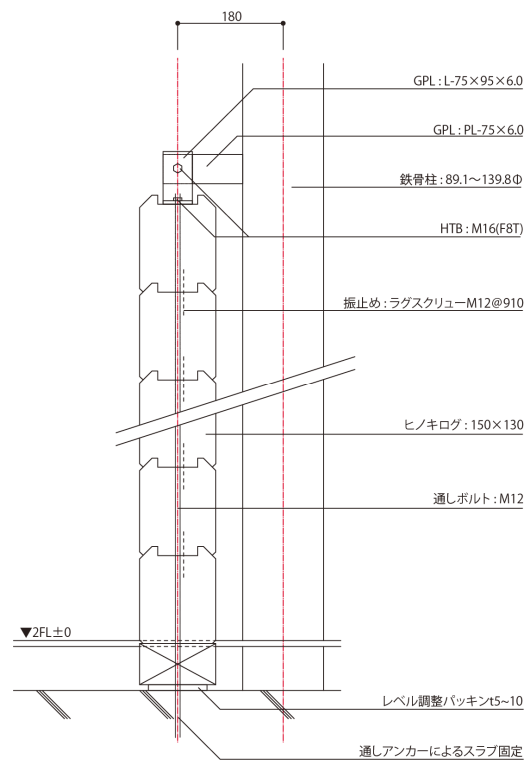 180
GPL : L-75×95×6.0
GPL : PL-75×6.0
鉄骨柱 : 89.1～139.8Φ
HTB : M16(F8T)
振止め : ラグスクリューM12@910
ヒノキログ : 150×130
通しボルト : M12
▼2FL±0
レベル調整パッキンt5~10
通しアンカーによるスラブ固定